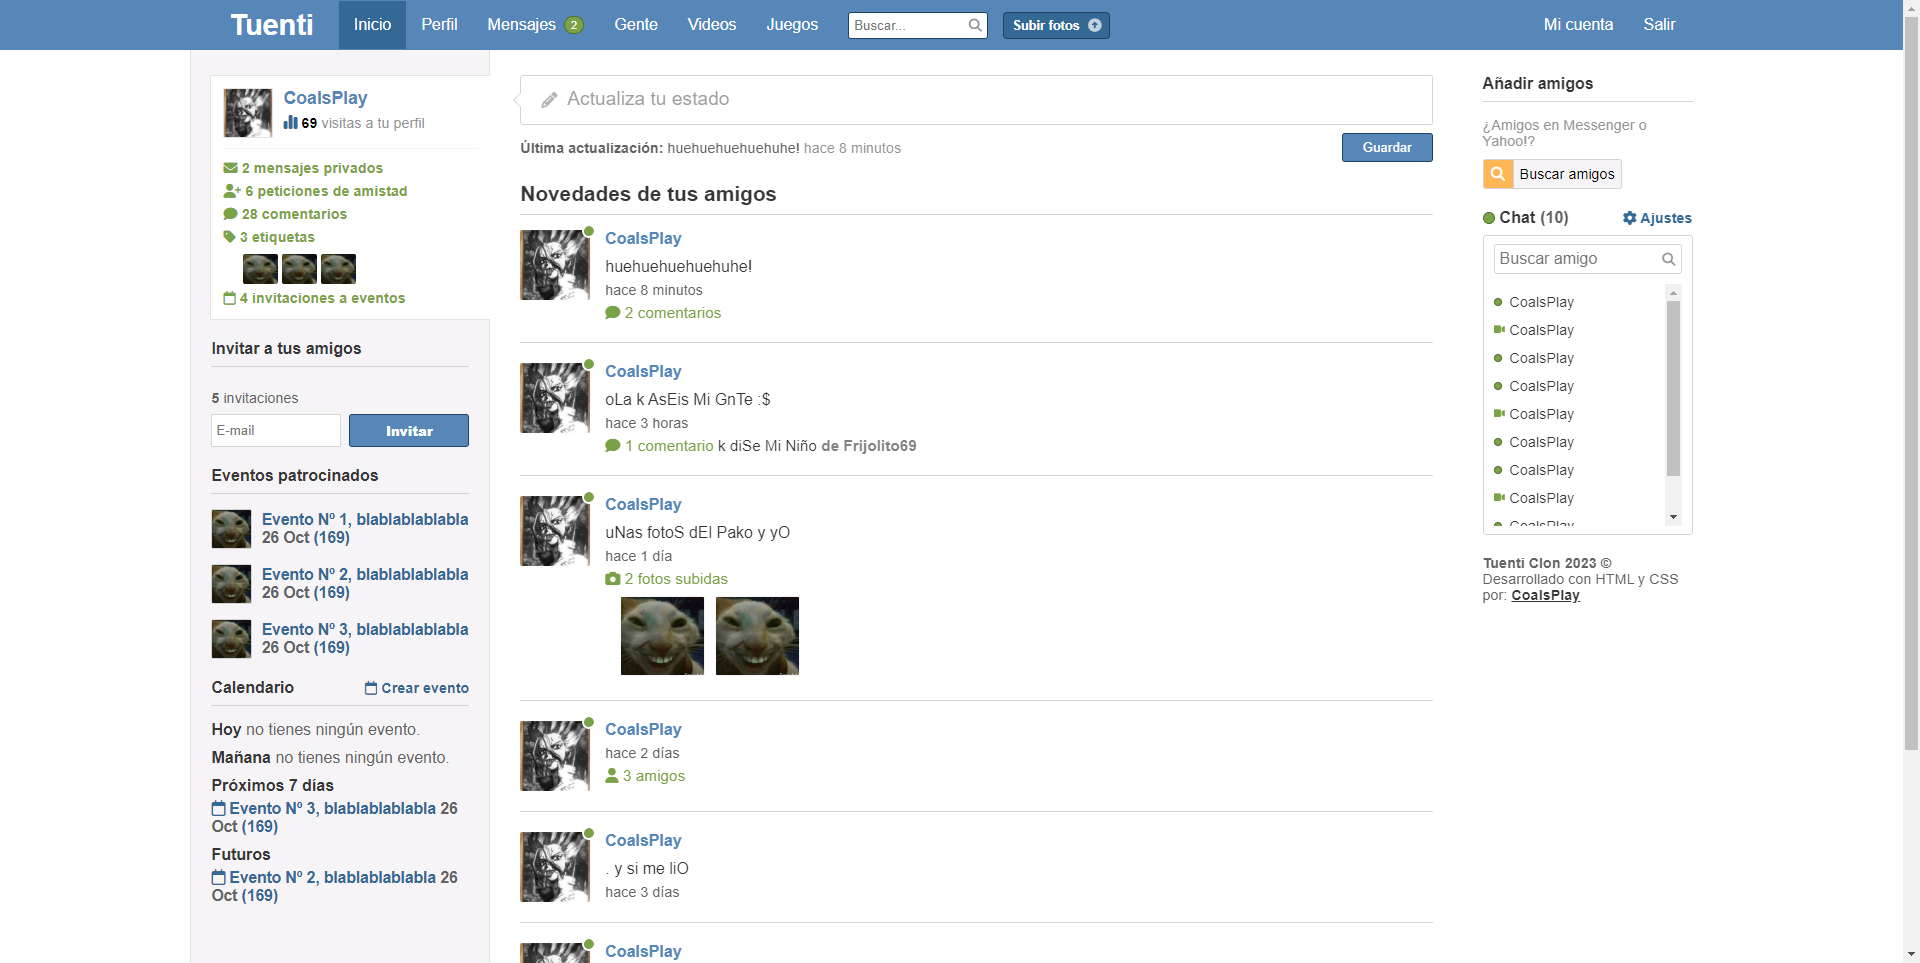 Tuenti
Inicio
Perfil
Mensajes 2
Gente
Videos
Juegos
Buscar...
Subir fotos
Mi cuenta
Salir
CoalsPlay
69 visitas a tu perfil
2 mensajes privados
6 peticiones de amistad
28 comentarios
3 etiquetas
4 invitaciones a eventos
Invitar a tus amigos
5 invitaciones
E-mail
Invitar
Eventos patrocinados
Evento Nº 1, blablablablabla
26 Oct (169)
Evento Nº 2, blablablablabla
26 Oct (169)
Evento Nº 3, blablablablabla
26 Oct (169)
Calendario
Crear evento
Hoy no tienes ningún evento.
Mañana no tienes ningún evento.
Próximos 7 días
Evento Nº 3, blablablablabla 26
Oct (169)
Futuros
Evento Nº 2, blablablablabla 26
Oct (169)
Actualiza tu estado
Última actualización: huehuehuehuehuhe! hace 8 minutos
Guardar
Novedades de tus amigos
CoalsPlay
huehuehuehuehuhe!
hace 8 minutos
2 comentarios
CoalsPlay
oLa k AsEis Mi GnTe :$
hace 3 horas
1 comentario k diSe Mi Niño de Frijolito69
CoalsPlay
uNas fotoS dEl Pako y yO
hace 1 día
2 fotos subidas
CoalsPlay
hace 2 días
3 amigos
CoalsPlay
. y si me liO
hace 3 días
CoalsPlay
Añadir amigos
¿Amigos en Messenger o
Yahoo!?
Buscar amigos
Chat (10)
Ajustes
Buscar amigo
CoalsPlay
CoalsPlay
CoalsPlay
CoalsPlay
CoalsPlay
CoalsPlay
CoalsPlay
CoalsPlay
CoalsPlay
Tuenti Clon 2023 ©
Desarrollado con HTML y CSS
por: CoalsPlay